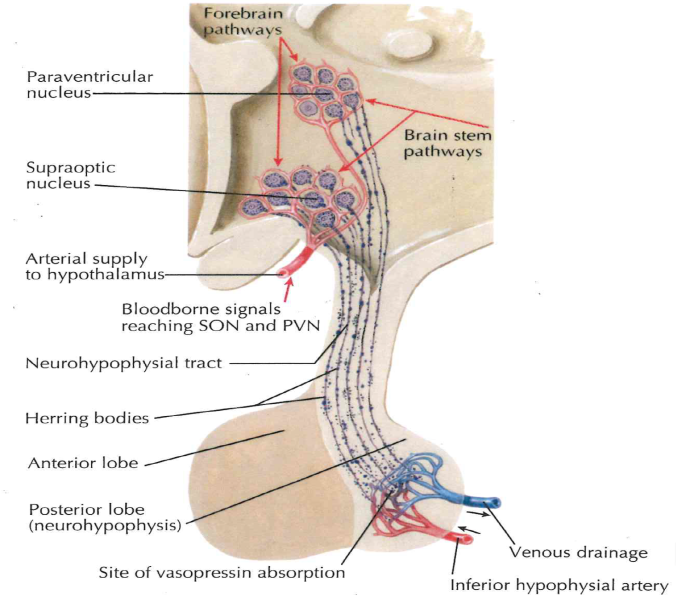 Forebrain
pathways
Paraventricular
nucleus
Brain stem
pathways
Supraoptic
nucleus
Arterial supply
to hypothalamus
Bloodborne signals
reaching SON and PVN
Neurohypophysial tract
Herring bodies
Anterior lobe
Posterior lobe
(neurohypophysis)
Venous drainage
Site of vasopressin absorption
Inferior hypophysial artery